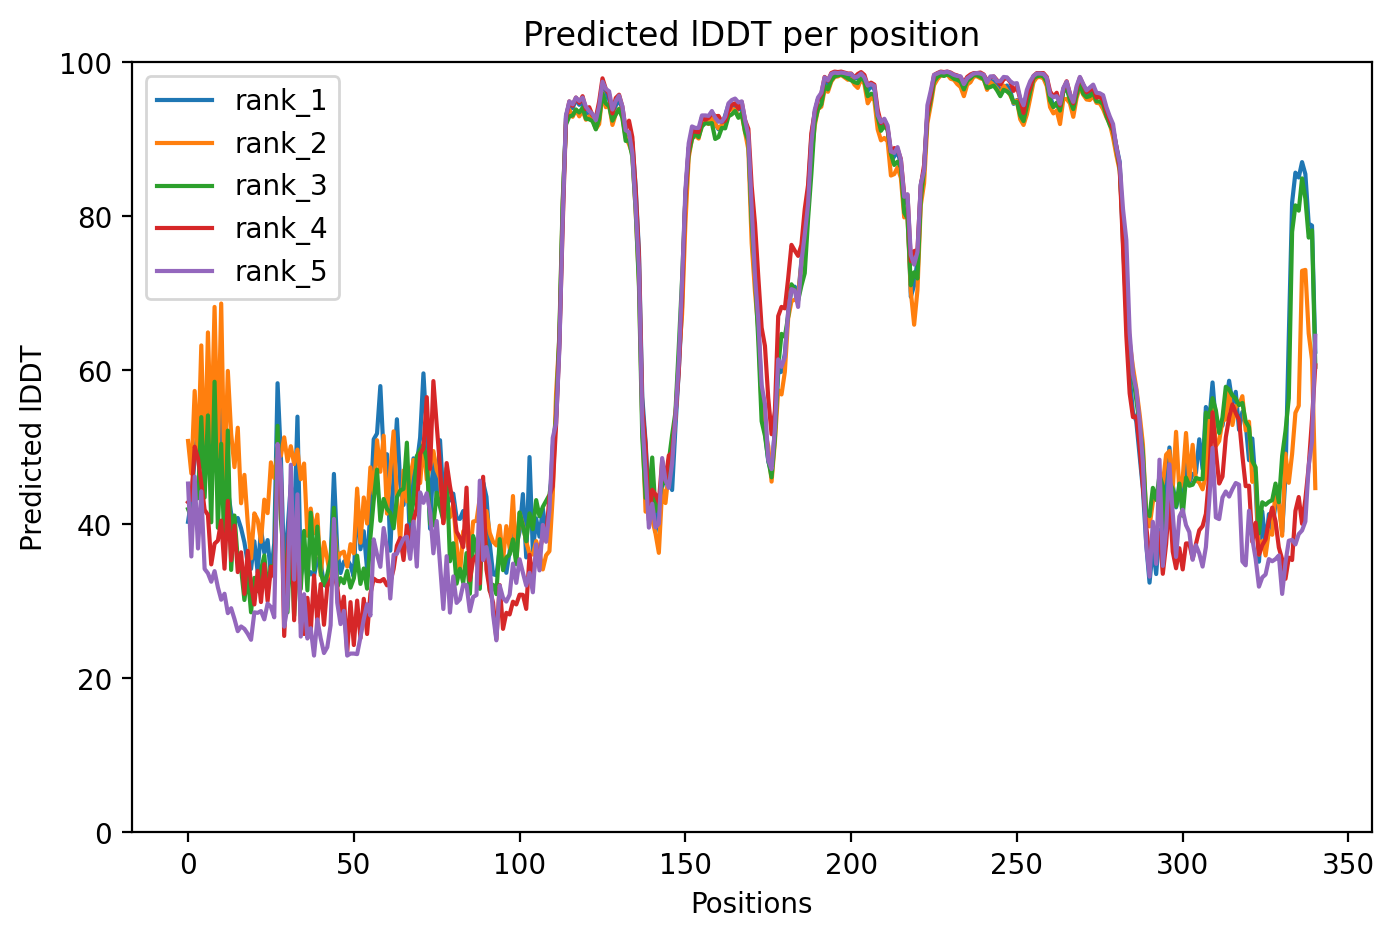 Predicted lDDT per position
100
80
60
40
20
0
Predicted lDDT
rank_1
rank_2
rank_3
rank_4
rank_5
0 50 100 150 200 250 300 350
Positions